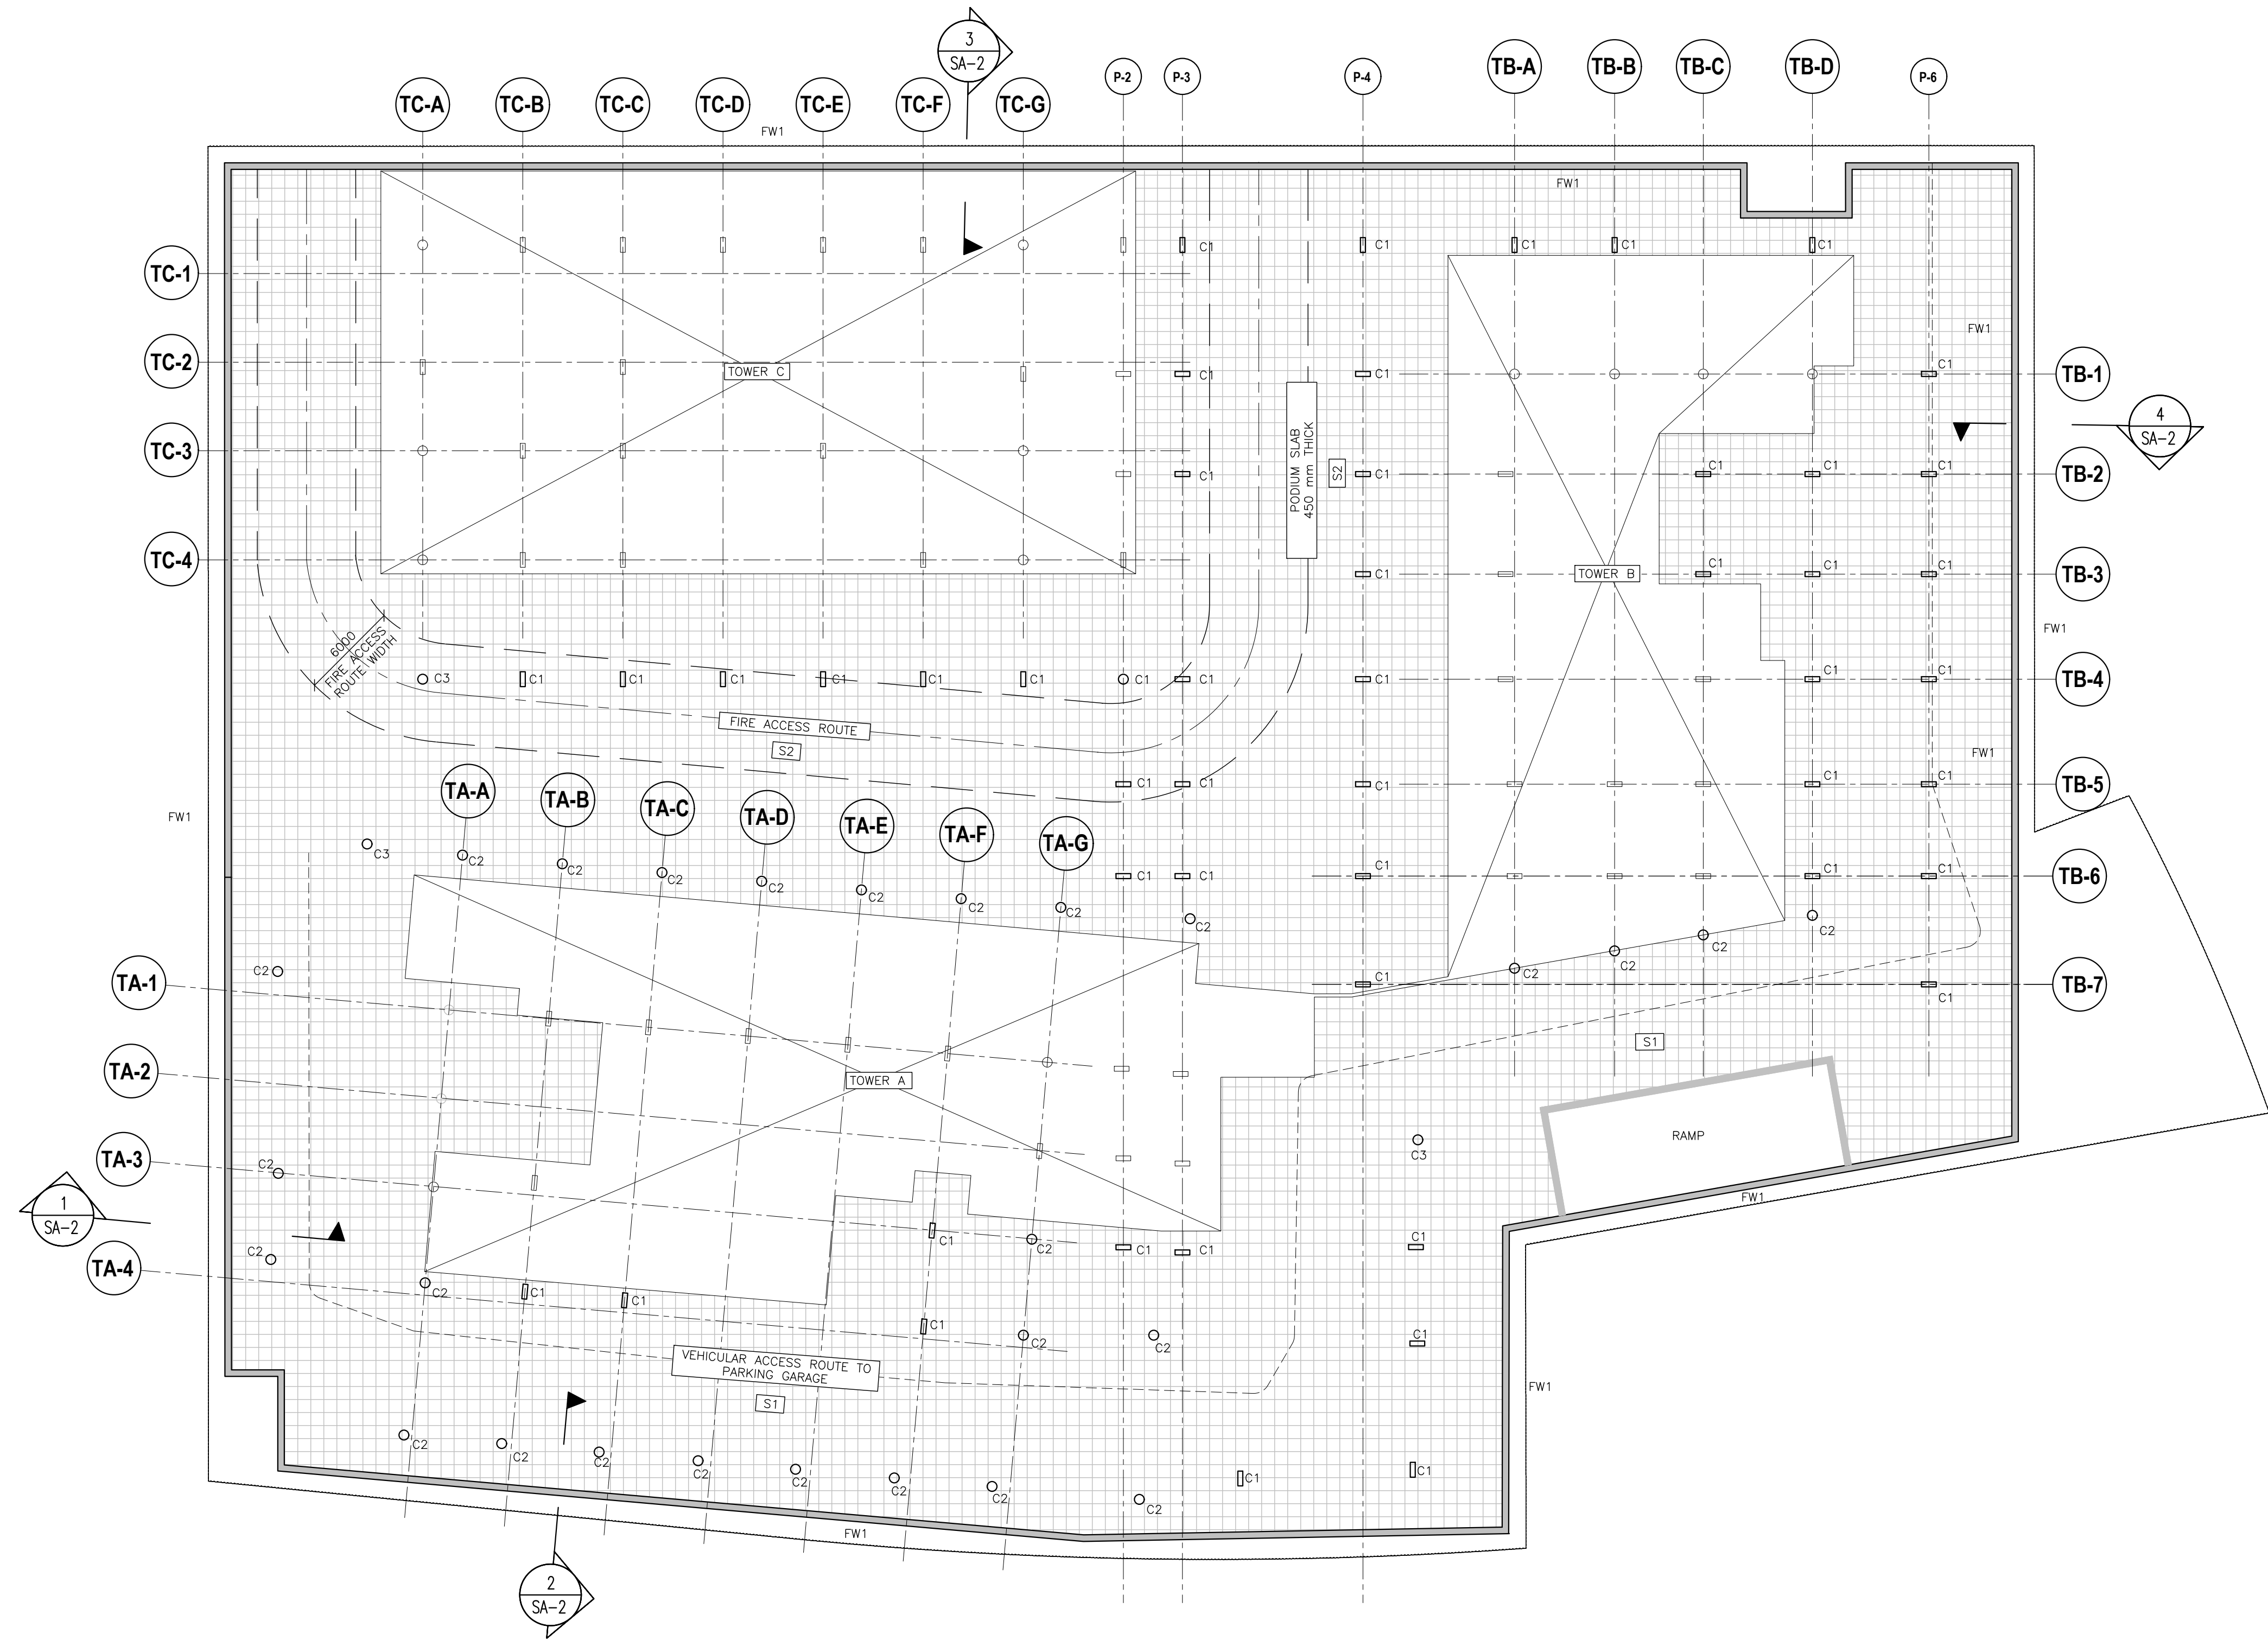 3
SA-2
TC-A
TC-B
TC-C
TC-D
TC-E
TC-F
TC-G
P-2
P-3
P-4
TB-A
TB-B
TB-C
TB-D
P-6
FW1
FW1
TC-1
C1
C1
C1
C1
C1
FW1
TC-2
TOWER C
C1
C1
C1
TB-1
4
SA-2
TC-3
PODIUM SLAB
450 mm THICK
S2
C1
C1
C1
C1
C1
TB-2
TC-4
C1
TOWER B
C1
C1
C1
TB-3
6000
FIRE ACCESS
ROUTE WIDTH
FW1
C3
C1
C1
C1
C1
C1
C1
C1
C1
C1
C1
C1
TB-4
FIRE ACCESS ROUTE
S2
FW1
TA-A
TA-B
TA-C
TA-D
TA-E
TA-F
TA-G
C1
C1
C1
C1
C1
TB-5
FW1
C3
C2
C2
C2
C2
C2
C2
C2
C1
C1
C1
C1
C1
TB-6
C2
C2
C2
C2
C2
C2
TA-1
C1
C1
TB-7
S1
TA-2
TOWER A
RAMP
C3
TA-3
C2
FW1
1
SA-2
C1
C2
C1
C1
C1
TA-4
C2
C2
C1
C1
C1
C2
C2
C1
VEHICULAR ACCESS ROUTE TO
PARKING GARAGE
S1
FW1
C2
C2
C2
C2
C2
C2
C2
C2
C1
C1
FW1
2
SA-2